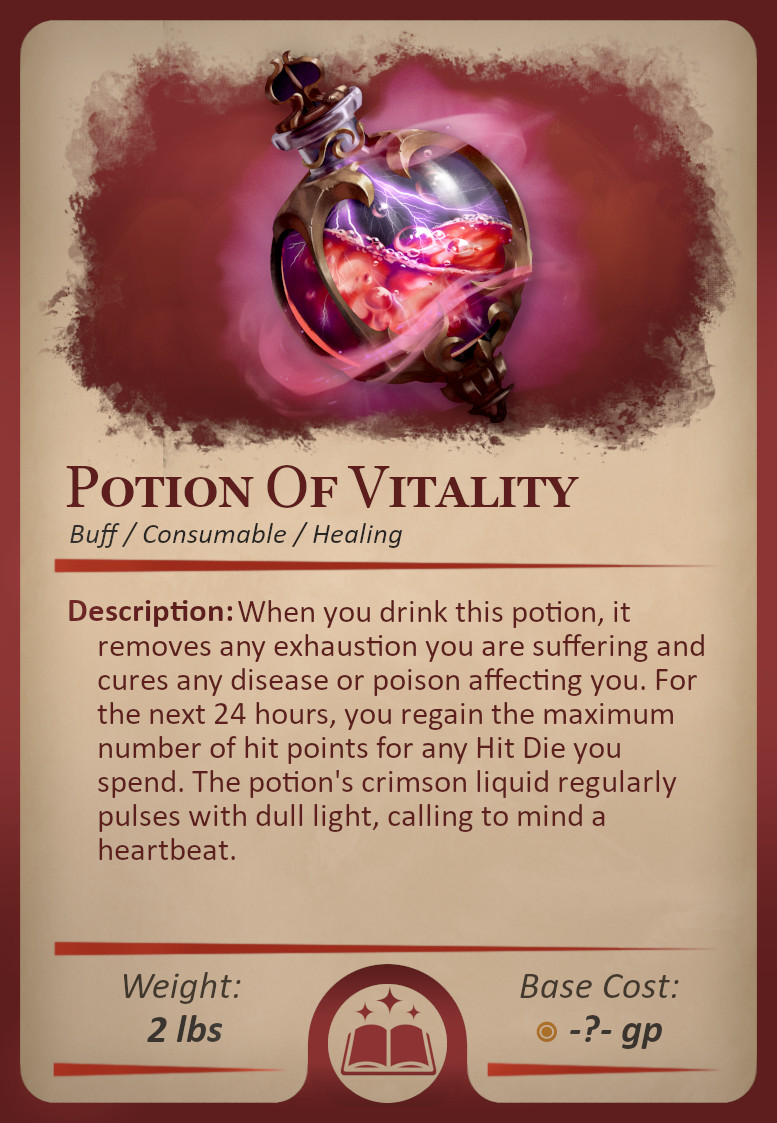 Potion Of Vitality
Buff / Consumable / Healing
Description: When you drink this potion, it
removes any exhaustion you are suffering and
cures any disease or poison affecting you. For
the next 24 hours, you regain the maximum
number of hit points for any Hit Die you
spend. The potion's crimson liquid regularly
pulses with dull light, calling to mind a
heartbeat.
Weight:
2 lbs
Base Cost:
-?- gp